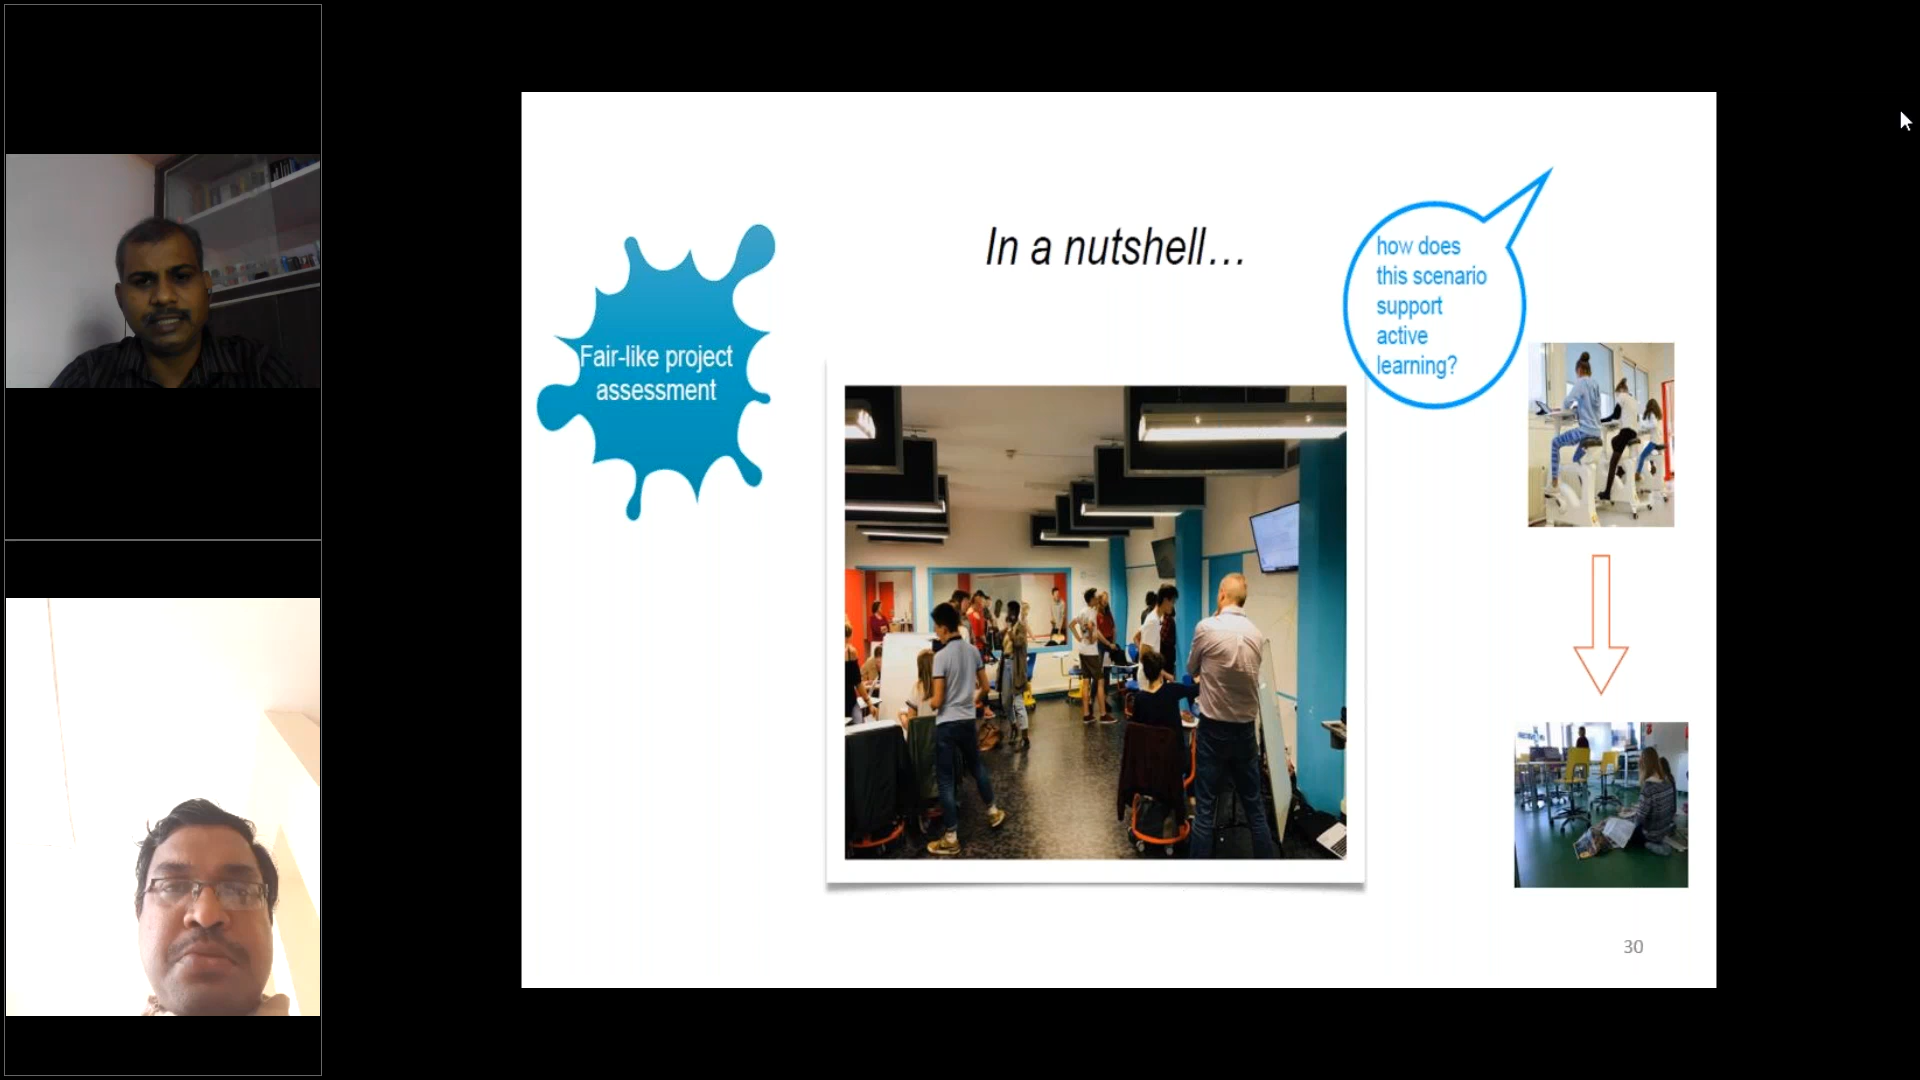 In a nutshell...
Fair-like project
assessment
how does
this scenario
support
active
learning?
30